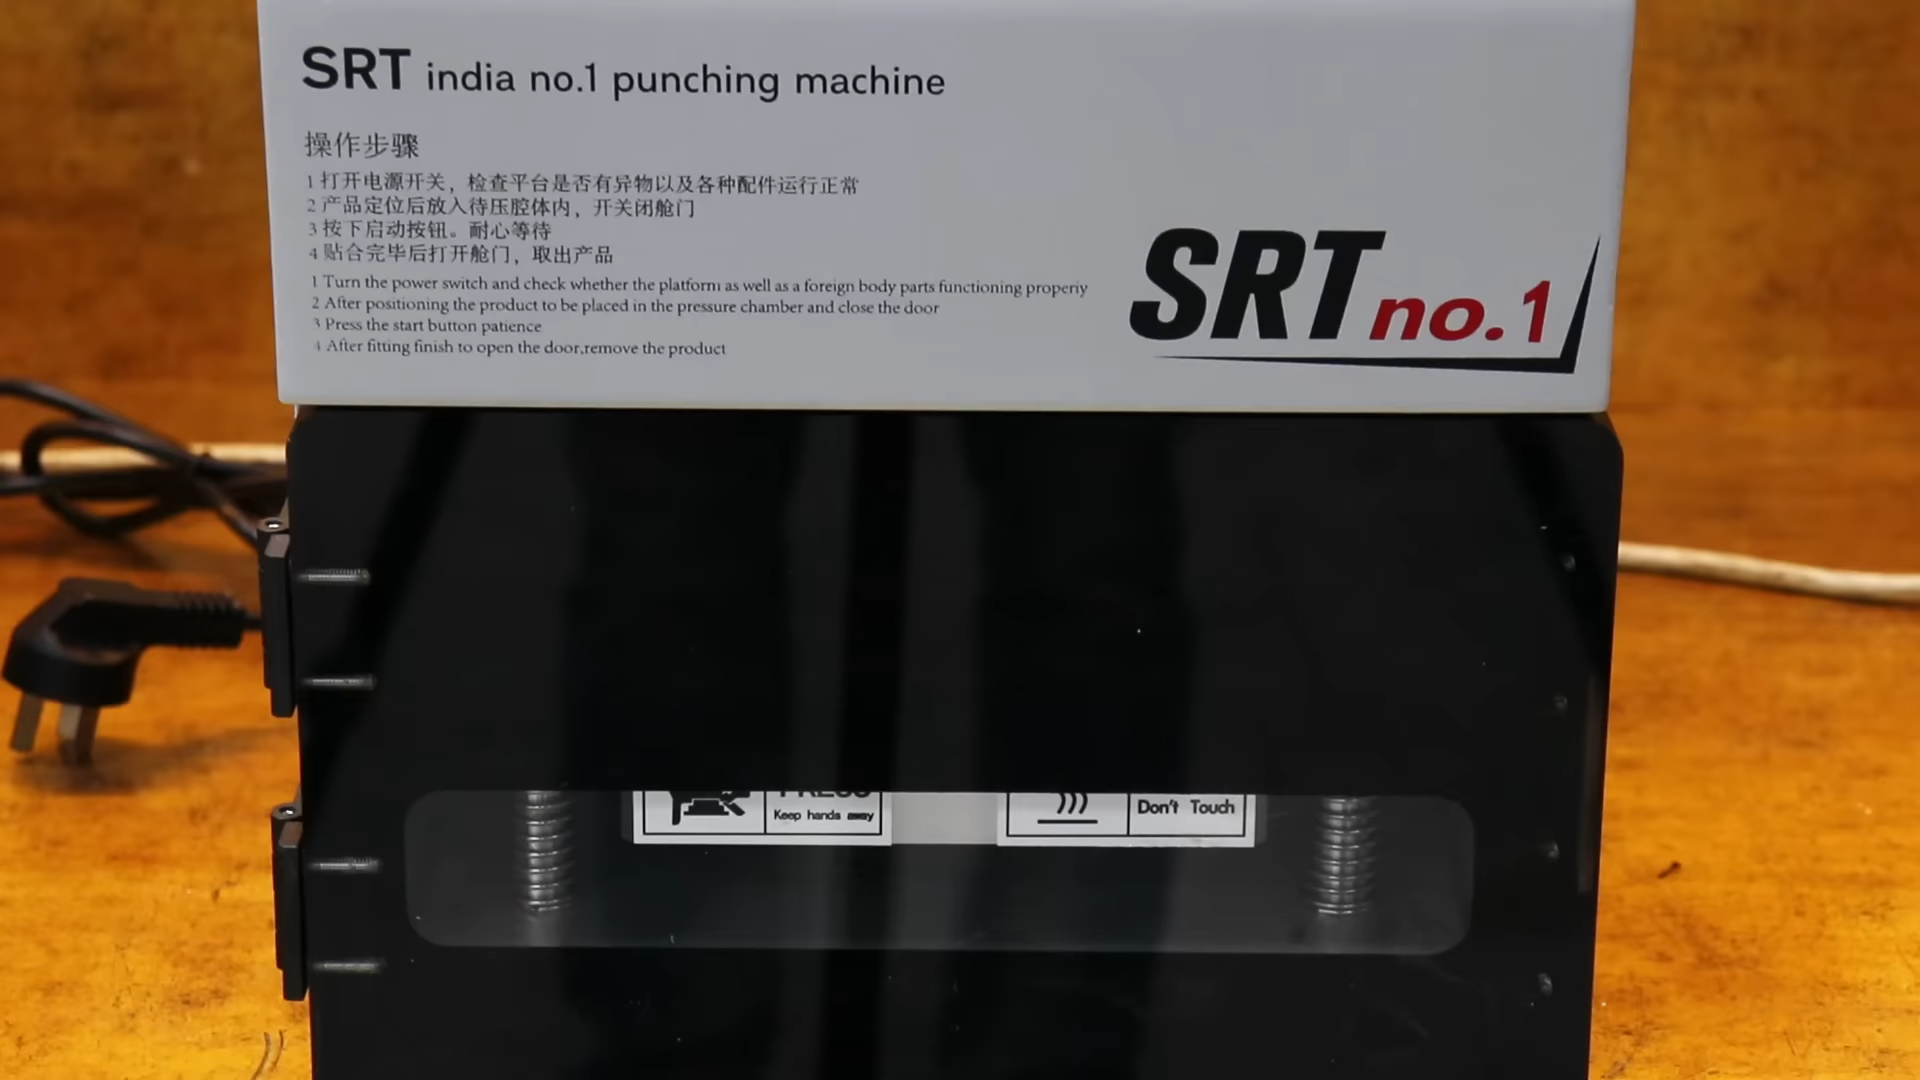 SRT india no.1 punching machine
操作步骤
1 打开电源开关，检查平台是否有异物以及各种配件运行正常
2 产品定位后放入待压腔体内，开关闭舱门
3 按下启动按钮。耐心等待
4 贴合完毕后打开舱门，取出产品
1 Turn the power switch and check whether the platform as well as a foreign body parts functioning properiy
2 After positioning the product to be placed in the pressure chamber and close the door
3 Press the start button patience
4 After fitting finish to open the door,remove the product
SRT no.1
PRESS
Keep hands away
Don't Touch